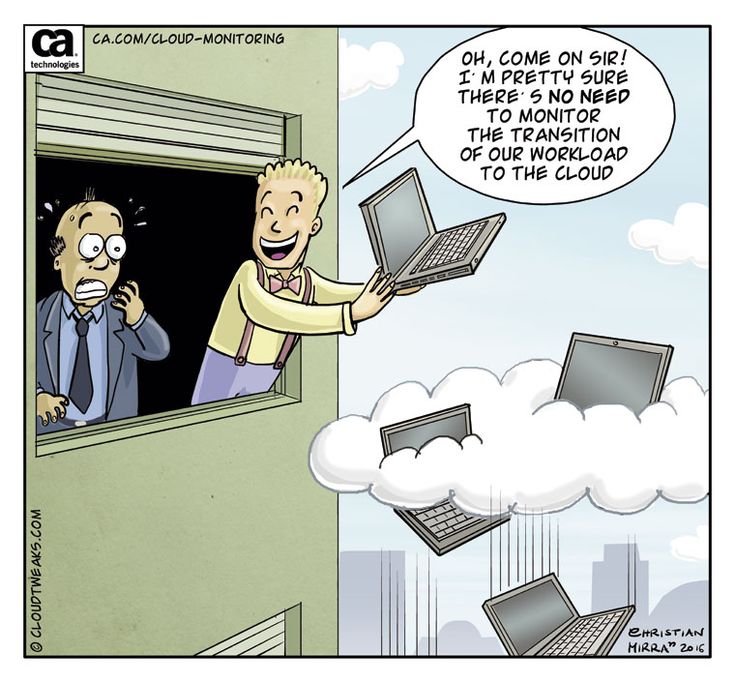 ca
technologies
CA.COM/CLOUD-MONITORING
OH, COME ON SIR!
I'M PRETTY SURE
THERE'S NO NEED
TO MONITOR
THE TRANSITION
OF OUR WORKLOAD
TO THE CLOUD
© CLOUDTWEAKS.COM
CHRISTIAN
MIRRA" 2016